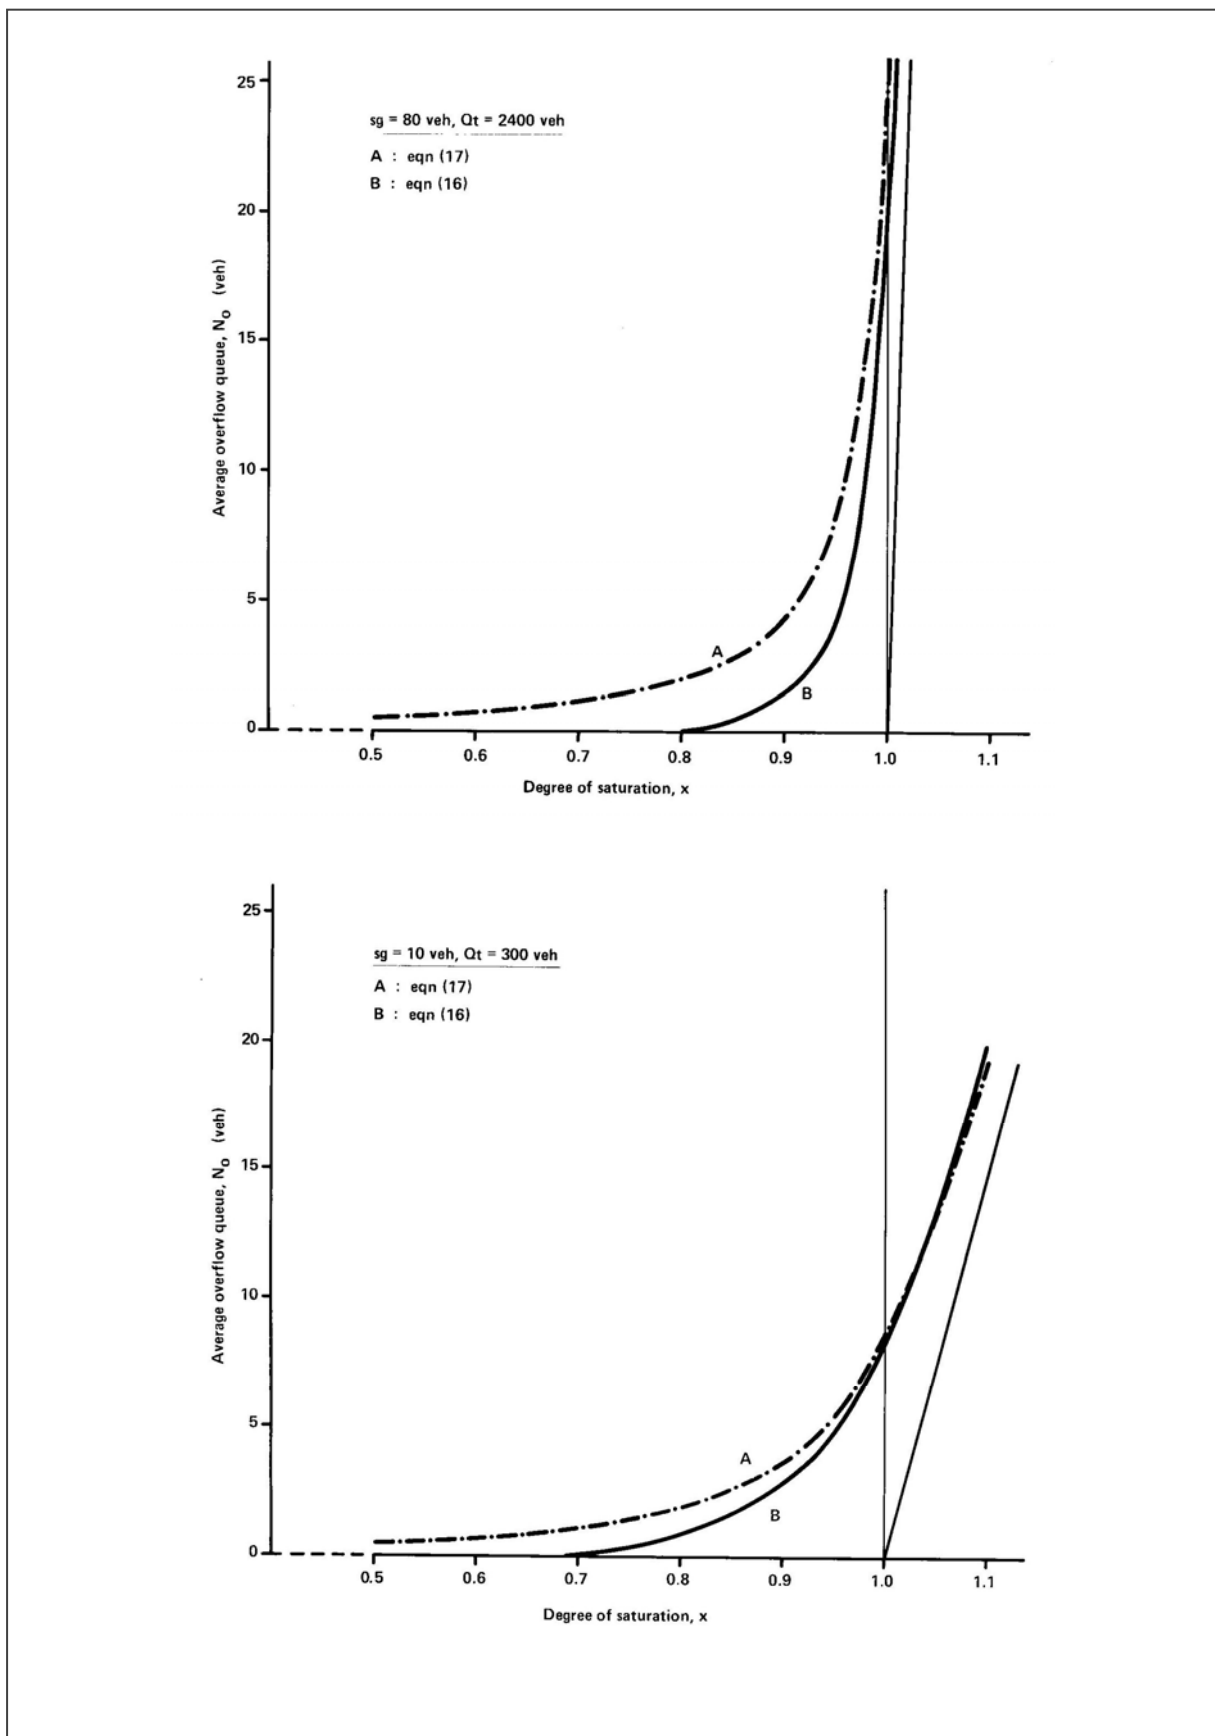 25
sg = 80 veh, Qt = 2400 veh
A : eqn (17)
B : eqn (16)
20
15
10
5
0
Average overflow queue, No (veh)
A
B
0.5 0.6 0.7 0.8 0.9 1.0 1.1
Degree of saturation, x
25
sg = 10 veh, Qt = 300 veh
A : eqn (17)
B : eqn (16)
20
15
10
5
0
Average overflow queue, No (veh)
A
B
0.5 0.6 0.7 0.8 0.9 1.0 1.1
Degree of saturation, x